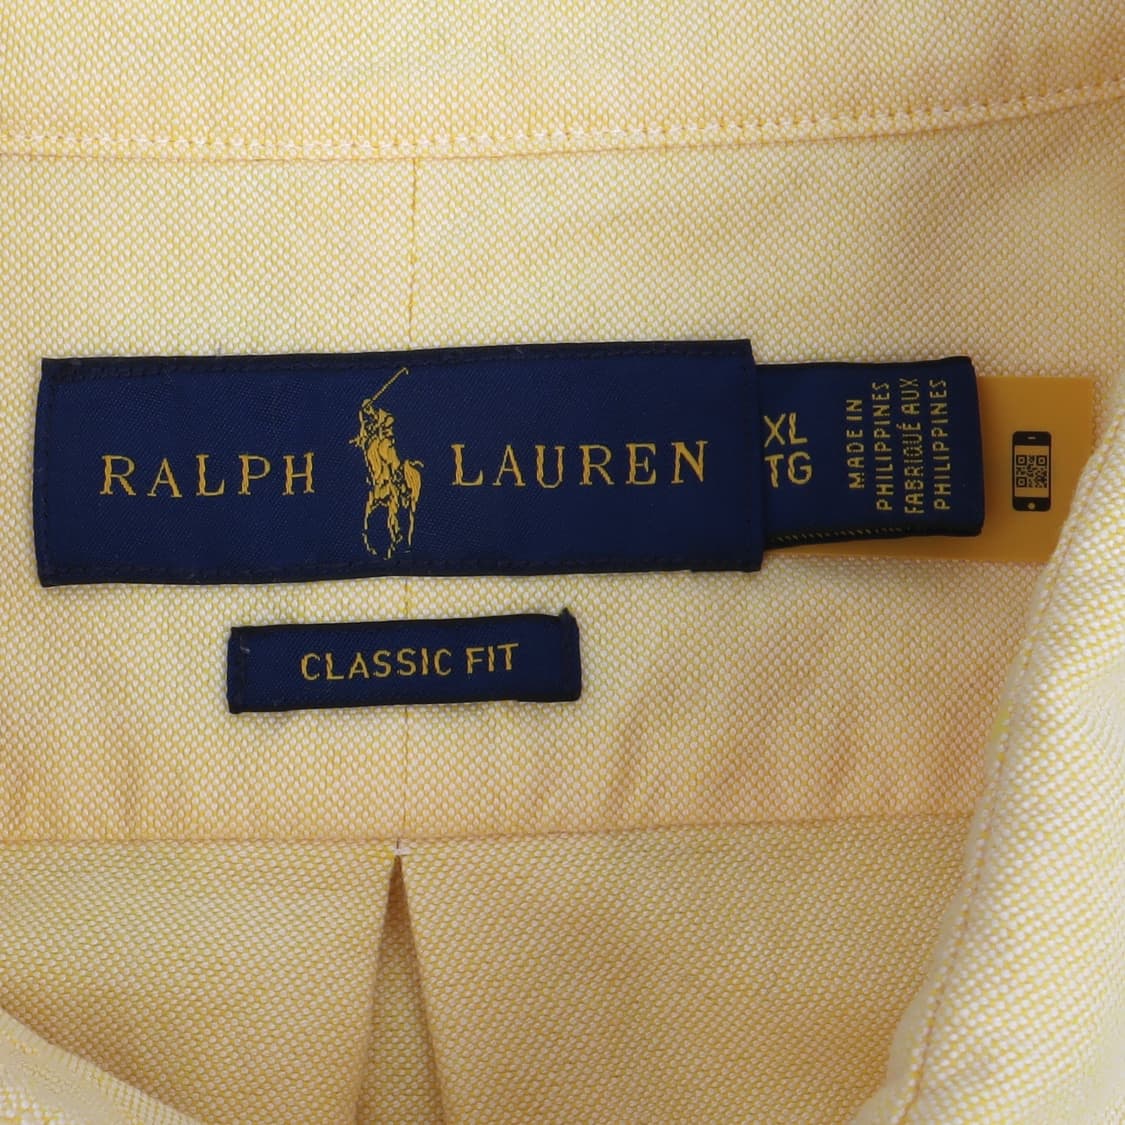 RALPH LAUREN
XL
TG
MADE IN
PHILIPPINES
FABRIQUÉ AUX
PHILIPPINES
CLASSIC FIT